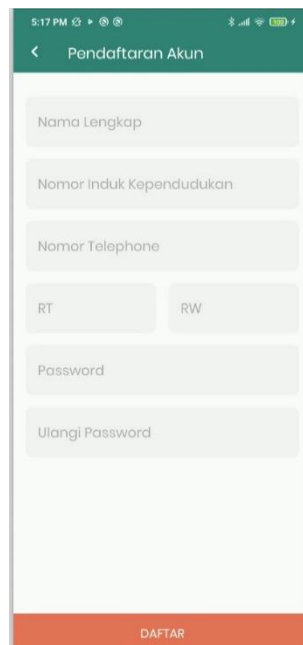 5:17 PM
Pendaftaran Akun
Nama Lengkap
Nomor Induk Kependudukan
Nomor Telephone
RT RW
Password
Ulangi Password
DAFTAR